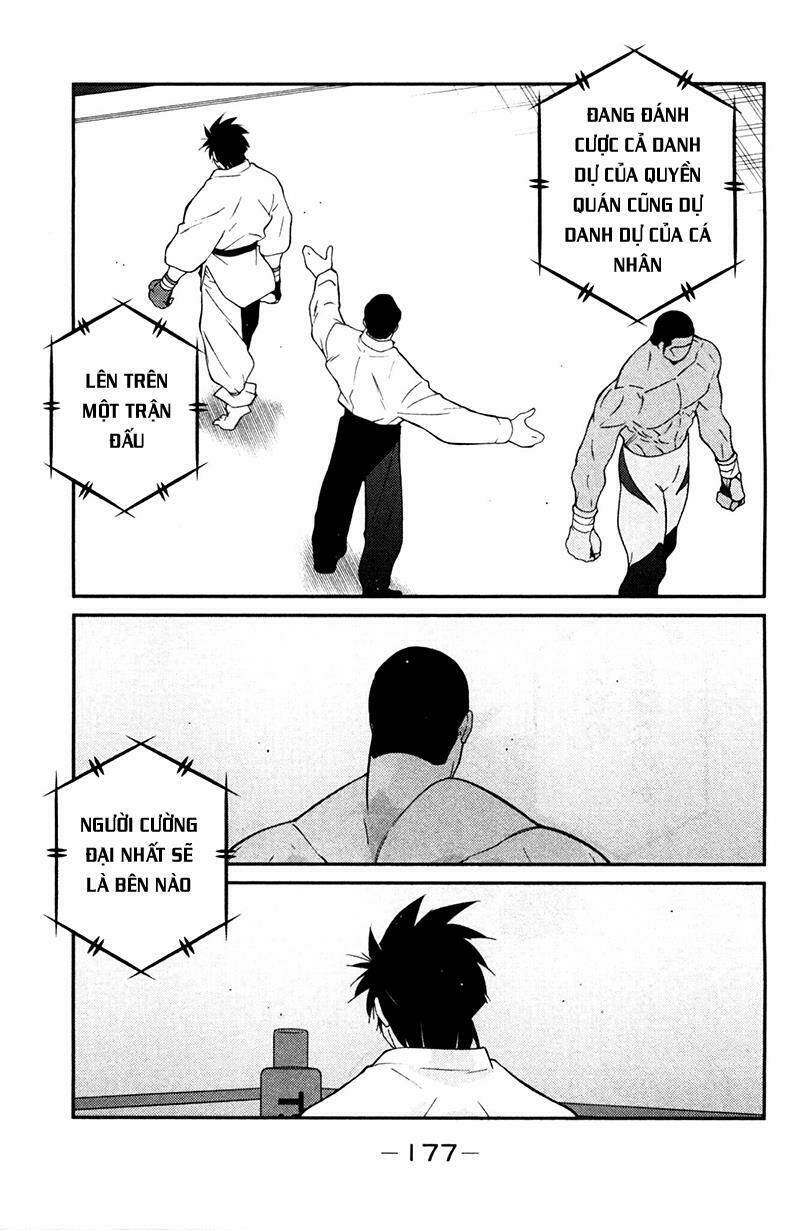 ĐANG ĐÁNH
CƯỢC CẢ DANH
DỰ CỦA QUYỀN
QUÁN CŨNG DỰ
DANH DỰ CỦA CÁ
NHÂN
LÊN TRÊN
MỘT TRẬN
ĐẤU
NGƯỜI CƯỜNG
ĐẠI NHẤT SẼ
LÀ BÊN NÀO
-177-